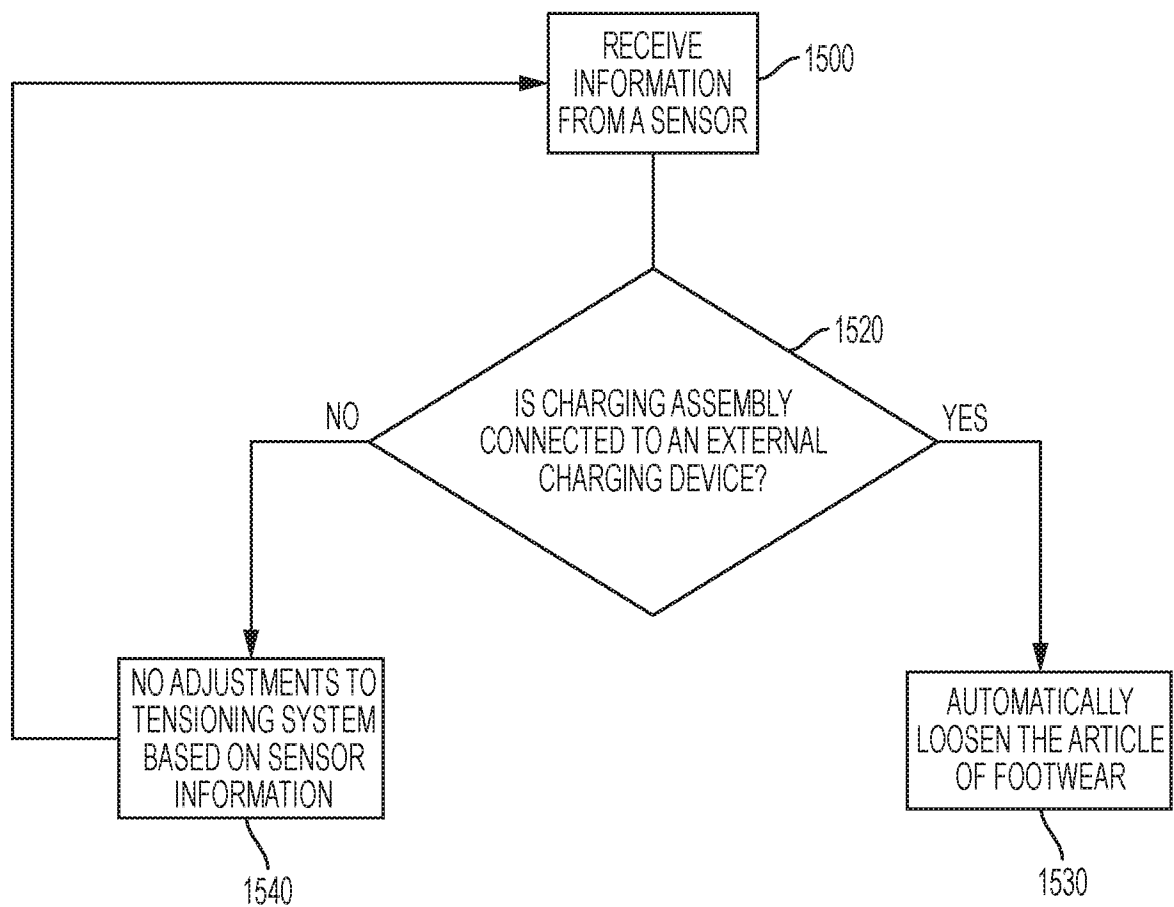 RECEIVE
INFORMATION
FROM A SENSOR
1500
1520
IS CHARGING ASSEMBLY
CONNECTED TO AN EXTERNAL
CHARGING DEVICE?
NO
YES
NO ADJUSTMENTS TO
TENSIONING SYSTEM
BASED ON SENSOR
INFORMATION
1540
AUTOMATICALLY
LOOSEN THE ARTICLE
OF FOOTWEAR
1530